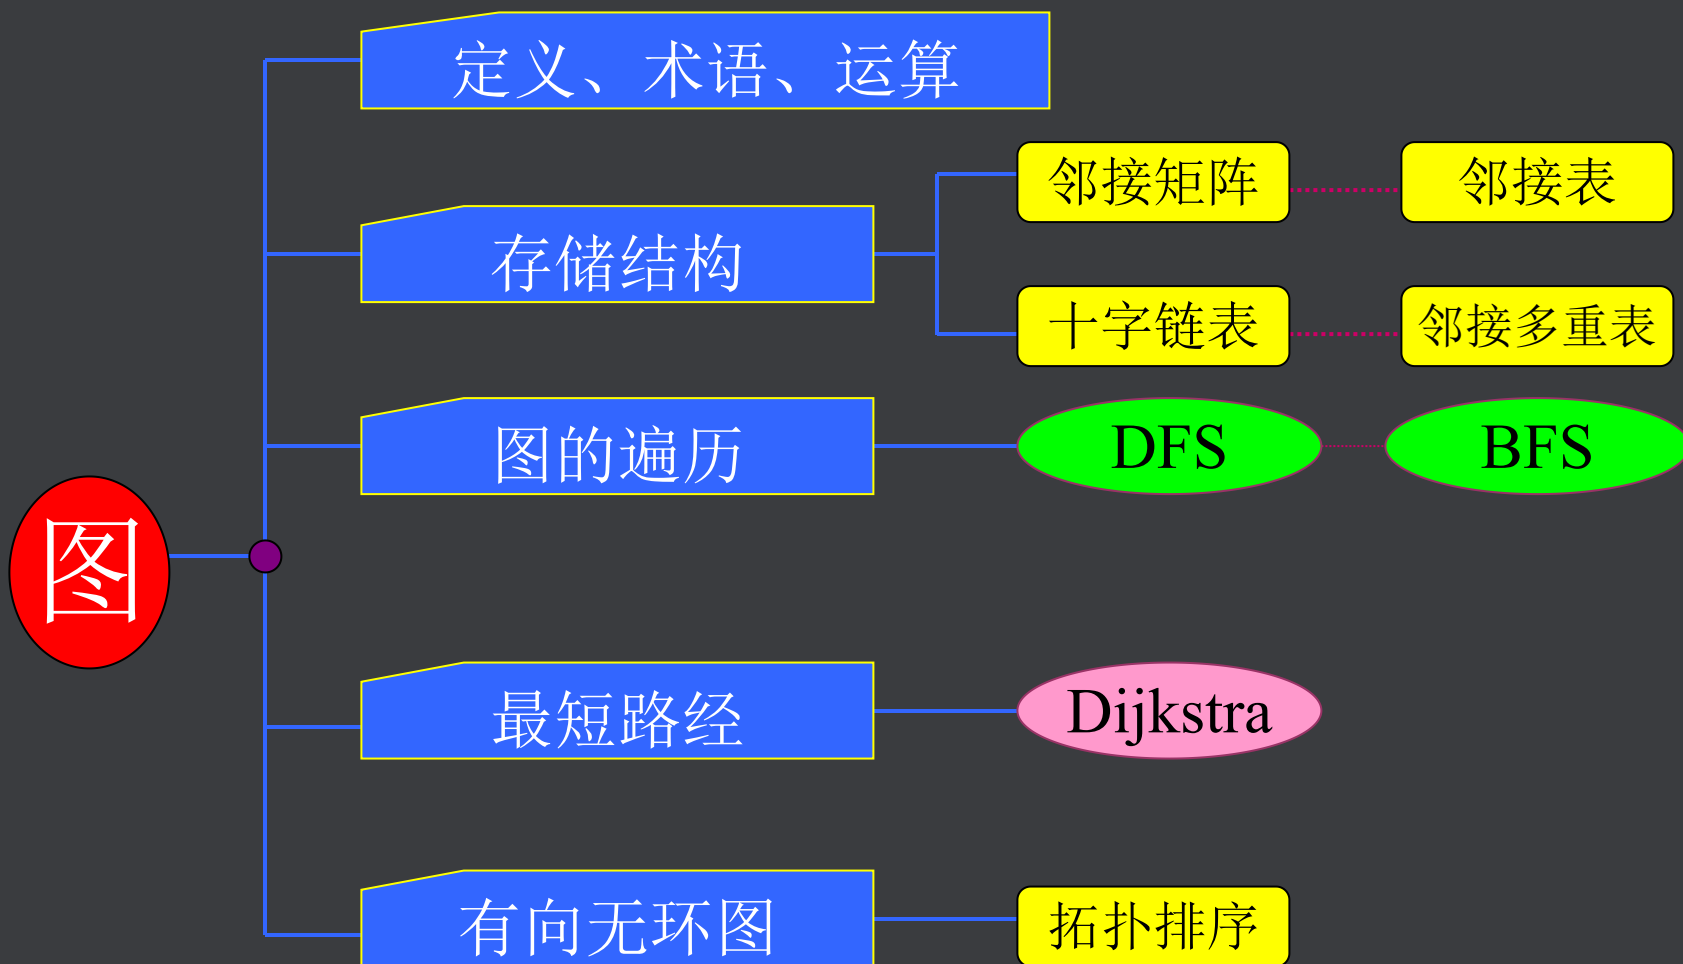 定义、术语、运算
邻接矩阵
邻接表
存储结构
十字链表
邻接多重表
图的遍历
DFS
BFS
图
最短路经
Dijkstra
有向无环图
拓扑排序